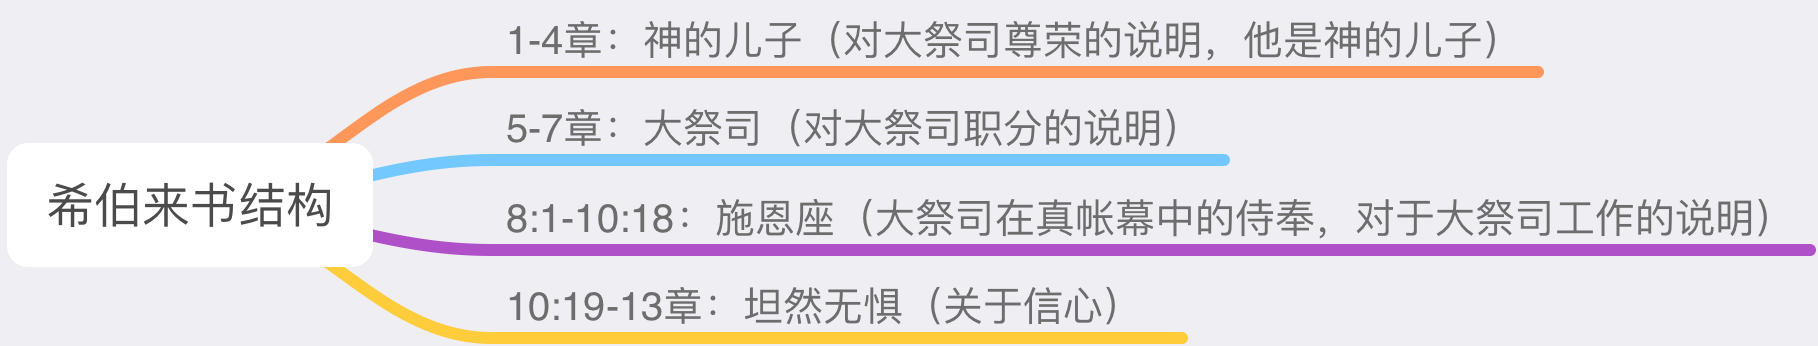 1-4章：神的儿子（对大祭司尊荣的说明，他是神的儿子）
5-7章：大祭司（对大祭司职分的说明）
希伯来书结构
8:1-10:18：施恩座（大祭司在真帐幕中的侍奉，对于大祭司工作的说明）
10:19-13章：坦然无惧（关于信心）